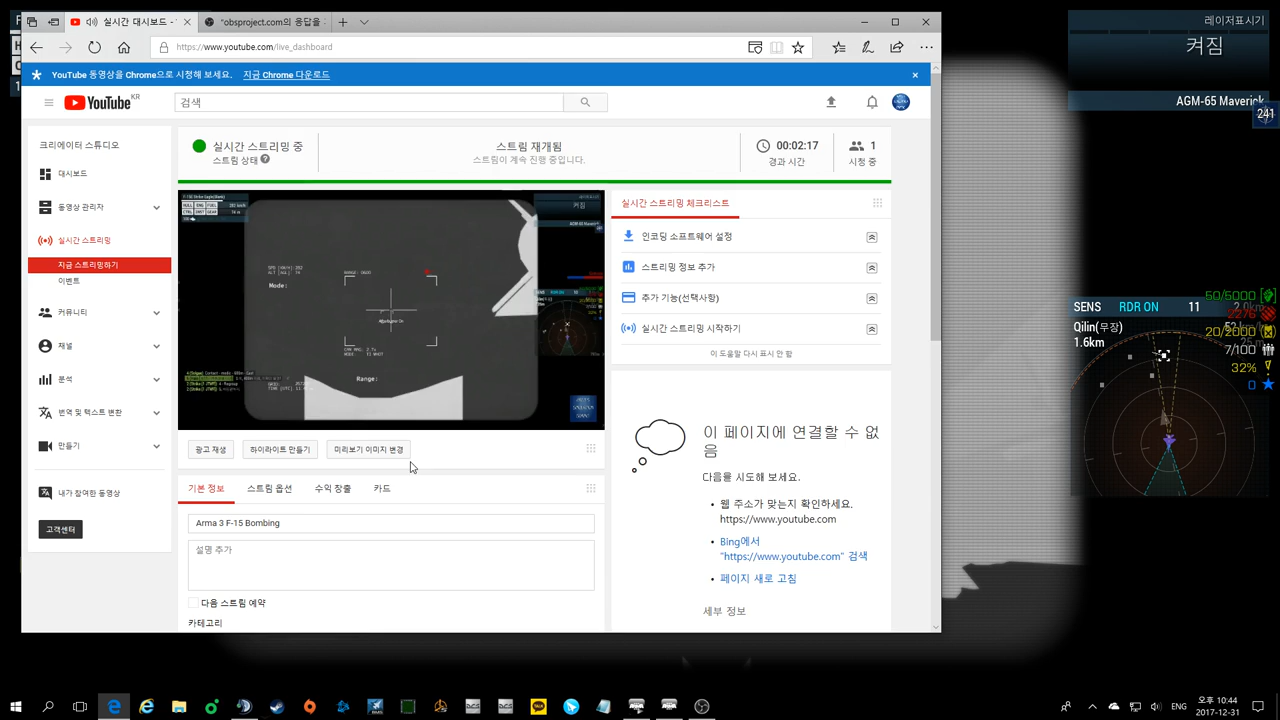 실시간 대시보드 -
"obsproject.com의 응답을
https://www.youtube.com/live_dashboard
YouTube 동영상을 Chrome으로 시청해 보세요. 지금 Chrome 다운로드
YouTube KR
검색
크리에이터 스튜디오
대시보드
동영상 관리자
실시간 스트리밍
지금 스트리밍하기
이벤트
커뮤니티
채널
분석
번역 및 텍스트 변환
만들기
내가 참여한 동영상
고객센터
실시간 스트리밍 중
스트림 상태
스트림 재개됨
스트림이 계속 진행 중입니다.
00:02:17
경과 시간
1
시청 중
켜짐
AGM-65 Maverick
Mode:
Range:
광고 재생
하이라이트 만들기
미리보기 이미지 변경
기본 정보
스트림 옵션
수익 창출
카드
Arma 3 F-15 Bombing
설명 추가
다음 스트림 예약
카테고리
실시간 스트리밍 체크리스트
인코딩 소프트웨어 설정
스트리밍 정보 추가
추가 기능(선택사항)
실시간 스트리밍 시작하기
이 도움말 다시 표시 안 함
이 페이지에 연결할 수 없
음
다음을 시도해 보세요.
• 웹 주소가 맞는지 확인하세요.
https://www.youtube.com
• Bing에서
"https://www.youtube.com" 검색
• 페이지 새로 고침
세부 정보
레이저표시기
켜짐
AGM-65 Maverick
241
SENS RDR ON 11
Qilin(무장)
1.6km
50/5000
20/2000
7/100
32%
0
ENG
오후 10:44
2017-12-31